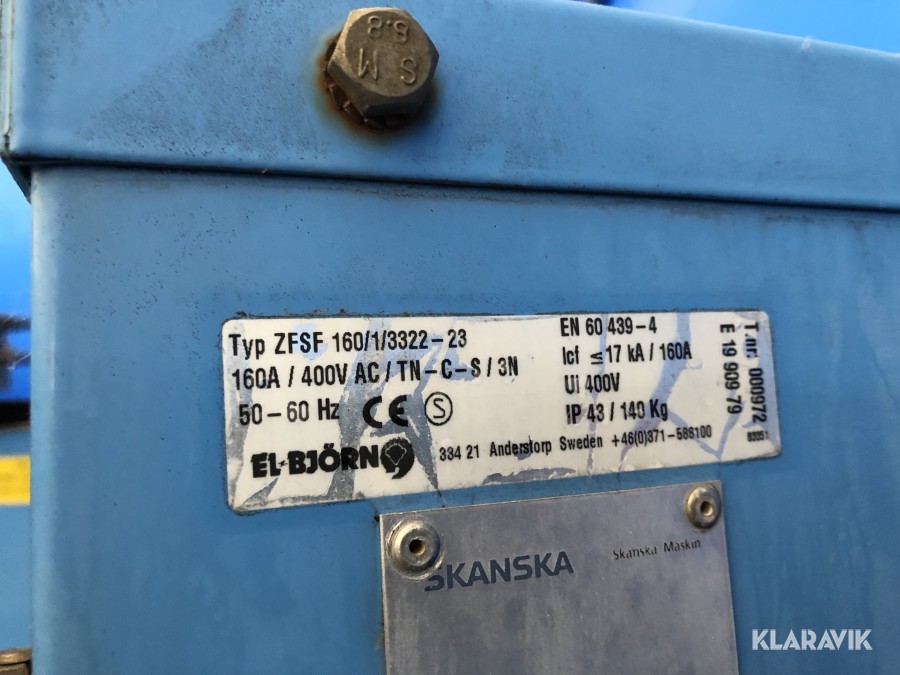 S M
8.8
Typ ZFSF 160/1/3322-23
160A / 400V AC / TN-C-S / 3N
50-60 Hz CE S
EN 60 439-4
Icf ≤ 17 kA / 160A
Ui 400V
IP 43 / 140 Kg
EL-BJÖRN
334 21 Anderstorp Sweden +46(0)371-588100
T.nr. 000972
E 19 909 79
SKANSKA
Skanska Maskin
KLARAVIK